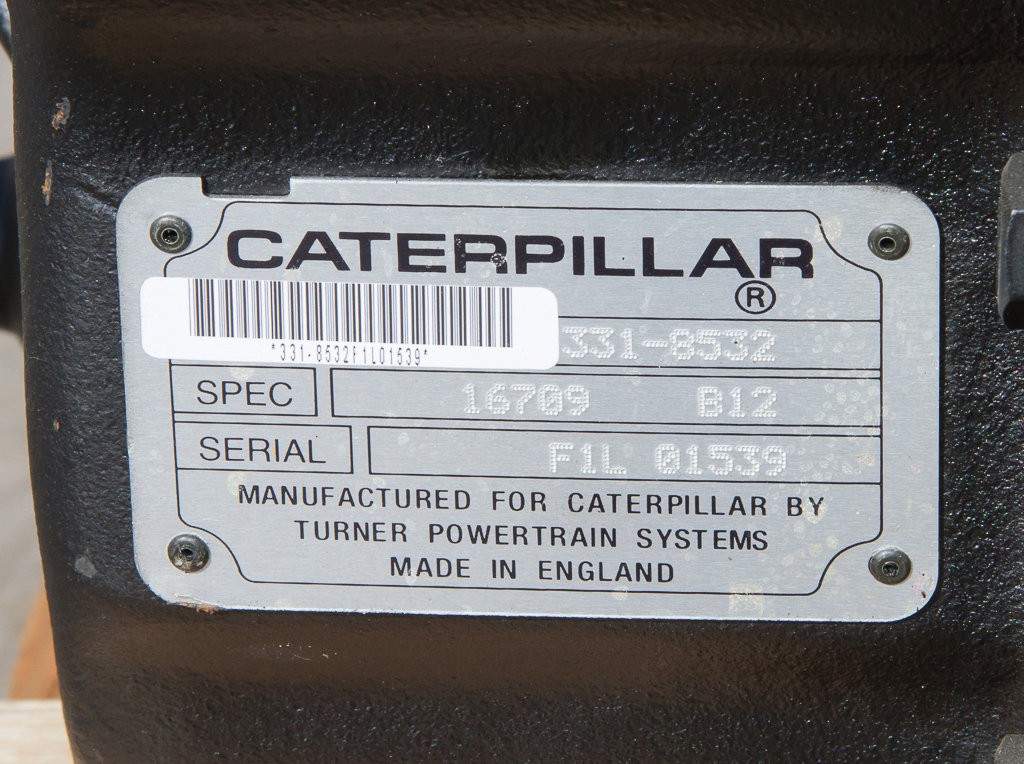 CATERPILLAR
®
331-8532
*331-8532F1L01539*
SPEC 16709 B12
SERIAL F1L 01539
MANUFACTURED FOR CATERPILLAR BY
TURNER POWERTRAIN SYSTEMS
MADE IN ENGLAND